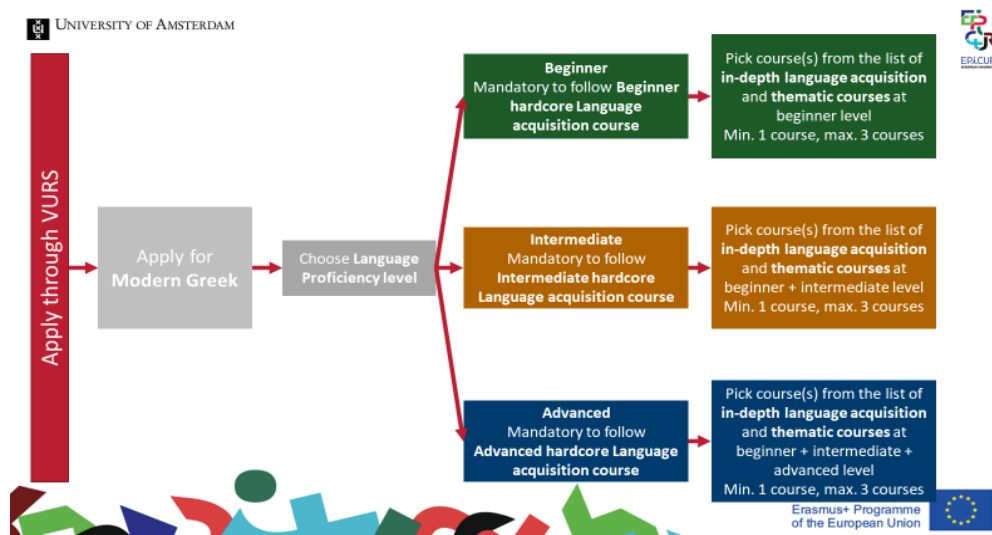 UNIVERSITY OF AMSTERDAM
EPICUR
EUROPEAN UNIVERSITY
Apply through VURS
Apply for
Modern Greek
Choose Language
Proficiency level
Beginner
Mandatory to follow Beginner
hardcore Language
acquisition course
Pick course(s) from the list of
in-depth language acquisition
and thematic courses at
beginner level
Min. 1 course, max. 3 courses
Intermediate
Mandatory to follow
Intermediate hardcore
Language acquisition course
Pick course(s) from the list of
in-depth language acquisition
and thematic courses at
beginner + intermediate level
Min. 1 course, max. 3 courses
Advanced
Mandatory to follow
Advanced hardcore Language
acquisition course
Pick course(s) from the list of
in-depth language acquisition
and thematic courses at
beginner + intermediate +
advanced level
Min. 1 course, max. 3 courses
Erasmus+ Programme
of the European Union